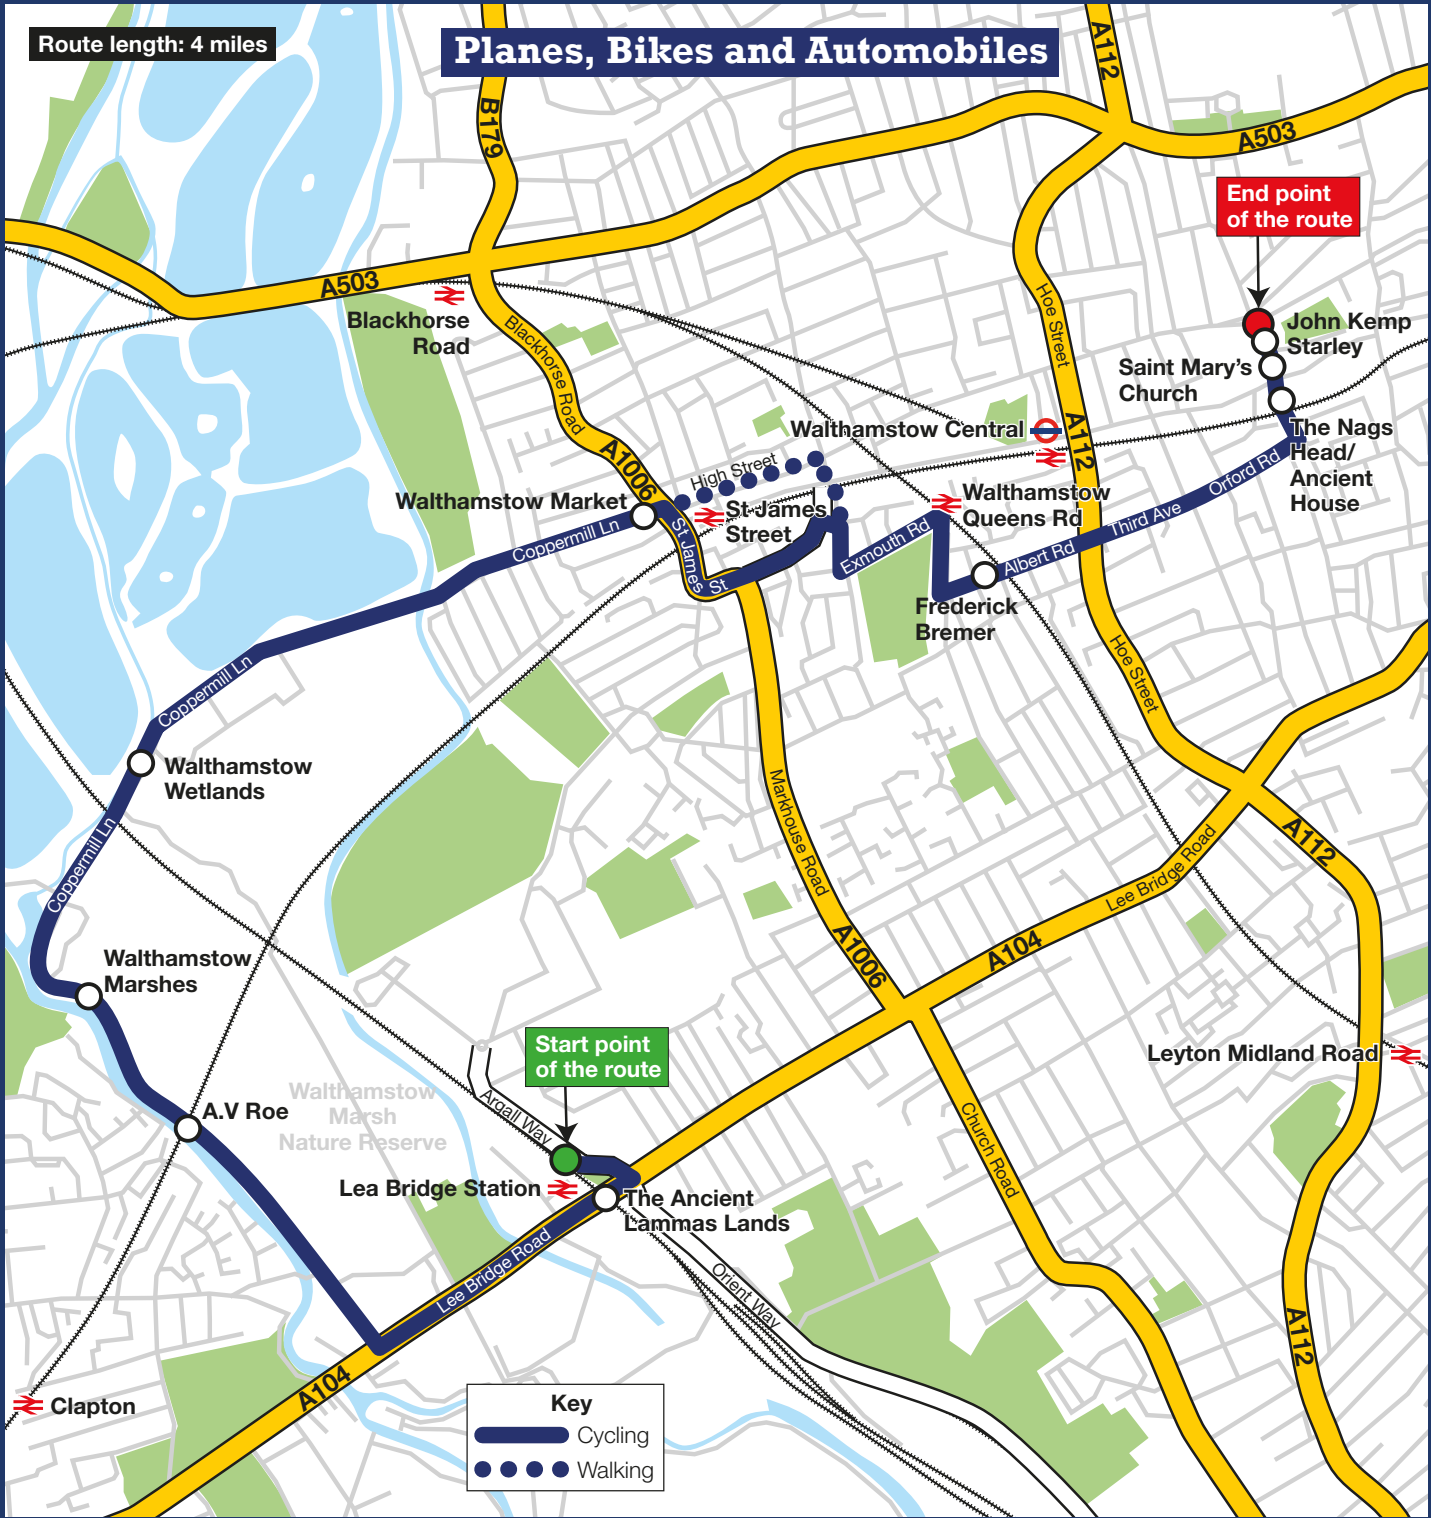 Route length: 4 miles
Planes, Bikes and Automobiles
A112
B179
A503
End point
of the route
A503
Blackhorse
Road
Blackhorse Road
Hoe Street
John Kemp
Starley
Saint Mary's
Church
Walthamstow Central
A112
The Nags
Head/
Ancient
House
A1006
High Street
Walthamstow Market
St James
Street
Walthamstow
Queens Rd
Orford Rd
Third Ave
Albert Rd
Exmouth Rd
Coppermill Ln
St James
St
Frederick
Bremer
Coppermill Ln
Hoe Street
Walthamstow
Wetlands
Markhouse Road
Coppermill Ln
Lee Bridge Road
A112
A1006
A104
Walthamstow
Marshes
Start point
of the route
Leyton Midland Road
A.V Roe
Walthamstow
Marsh
Nature Reserve
Argall Way
Church Road
Lea Bridge Station
The Ancient
Lammas Lands
Lee Bridge Road
Orient Way
A112
A104
Clapton
Key
Cycling
Walking